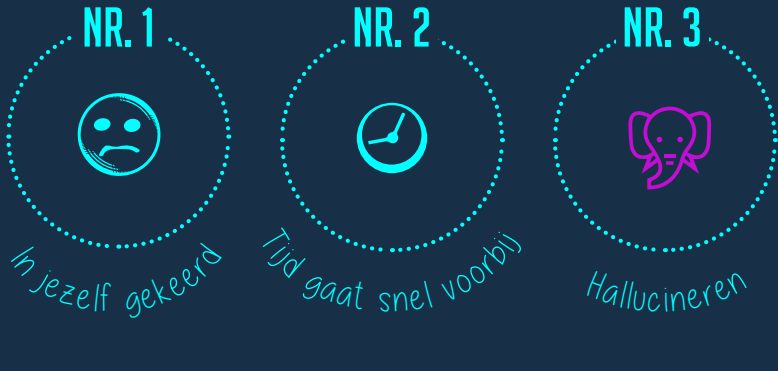 NR. 1
In jezelf gekeerd
NR. 2
Tijd gaat snel voorbij
NR. 3
Hallucineren